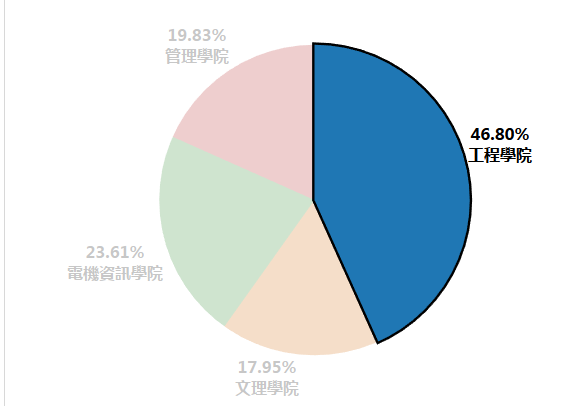 19.83%
管理學院
46.80%
工程學院
23.61%
電機資訊學院
17.95%
文理學院